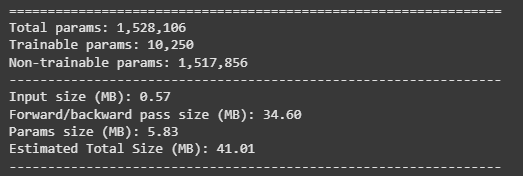 ================================================================
Total params: 1,528,106
Trainable params: 10,250
Non-trainable params: 1,517,856
----------------------------------------------------------------
Input size (MB): 0.57
Forward/backward pass size (MB): 34.60
Params size (MB): 5.83
Estimated Total Size (MB): 41.01
----------------------------------------------------------------